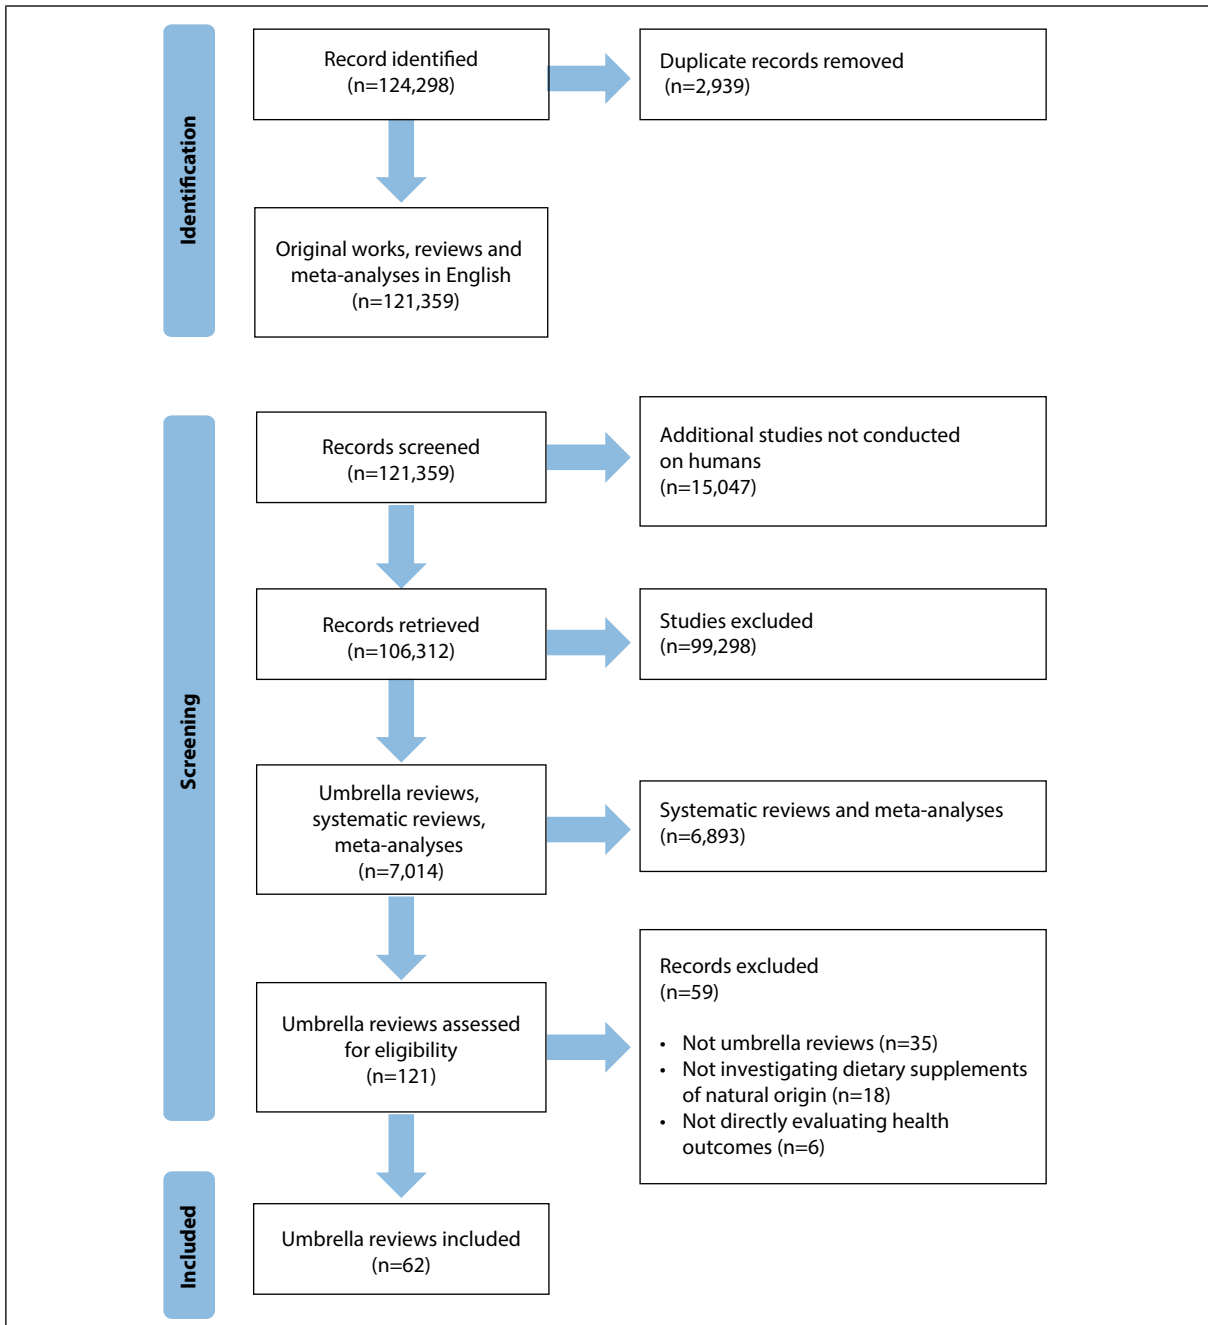 Identification
Record identified
(n=124,298)
Duplicate records removed
(n=2,939)
Original works, reviews and
meta-analyses in English
(n=121,359)
Screening
Records screened
(n=121,359)
Additional studies not conducted
on humans
(n=15,047)
Records retrieved
(n=106,312)
Studies excluded
(n=99,298)
Umbrella reviews,
systematic reviews,
meta-analyses
(n=7,014)
Systematic reviews and meta-analyses
(n=6,893)
Umbrella reviews assessed
for eligibility
(n=121)
Records excluded
(n=59)
• Not umbrella reviews (n=35)
• Not investigating dietary supplements
of natural origin (n=18)
• Not directly evaluating health
outcomes (n=6)
Included
Umbrella reviews included
(n=62)